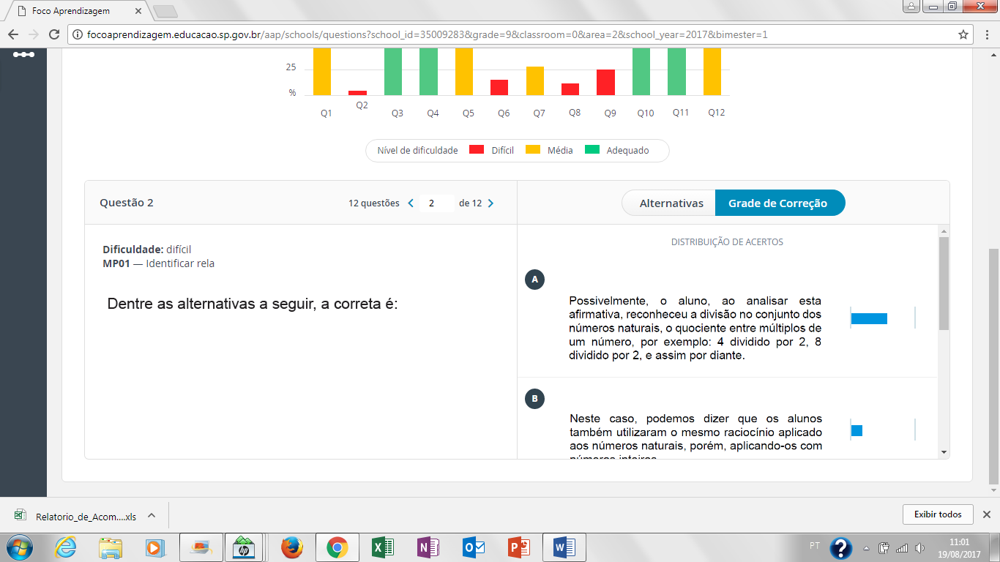 Foco Aprendizagem
focoaprendizagem.educacao.sp.gov.br/aap/schools/questions?school_id=35009283&grade=9&classroom=0&area=2&school_year=2017&bimester=1
25
%
Q1 Q2 Q3 Q4 Q5 Q6 Q7 Q8 Q9 Q10 Q11 Q12
Nível de dificuldade Difícil Média Adequado
Questão 2 12 questões 2 de 12
Alternativas Grade de Correção
Dificuldade: difícil
MP01 — Identificar rela
Dentre as alternativas a seguir, a correta é:
DISTRIBUIÇÃO DE ACERTOS
A
Possivelmente, o aluno, ao analisar esta
afirmativa, reconheceu a divisão no conjunto dos
números naturais, o quociente entre múltiplos de
um número, por exemplo: 4 dividido por 2, 8
dividido por 2, e assim por diante.
B
Neste caso, podemos dizer que os alunos
também utilizaram o mesmo raciocínio aplicado
aos números naturais, porém, aplicando-os com
números inteiros
Relatorio_de_Acom....xls
Exibir todos
PT
11:01
19/08/2017